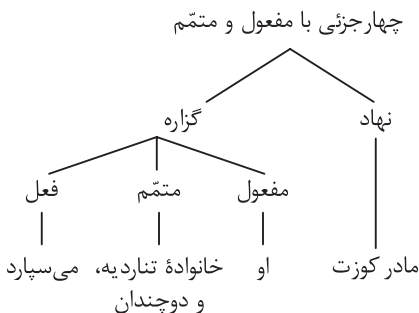 چهارجزئی با مفعول و متمّم
نهاد گزاره
مفعول متمّم فعل
مادر کوزت او خانوادهٔ تناردیه، می‌سپارد
و دوچندان